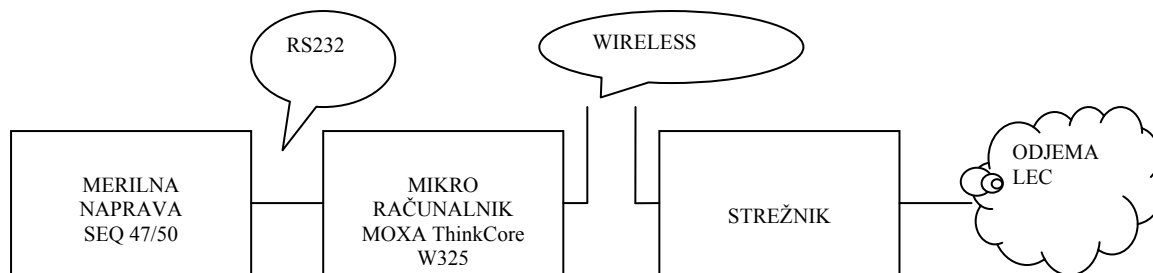 RS232
WIRELESS
MERILNA
NAPRAVA
SEQ 47/50
MIKRO
RAČUNALNIK
MOXA ThinkCore
W325
STREŽNIK
ODJEMA
LEC